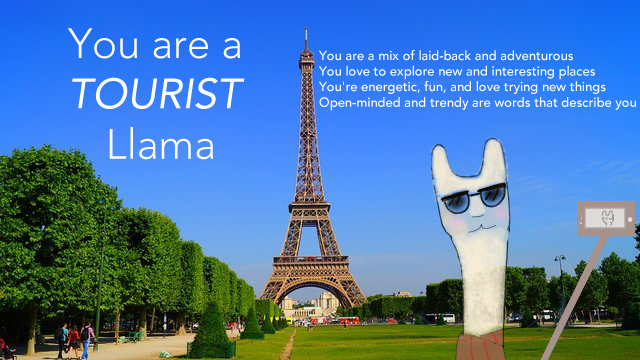 You are a
TOURIST
Llama
You are a mix of laid-back and adventurous
You love to explore new and interesting places
You're energetic, fun, and love trying new things
Open-minded and trendy are words that describe you